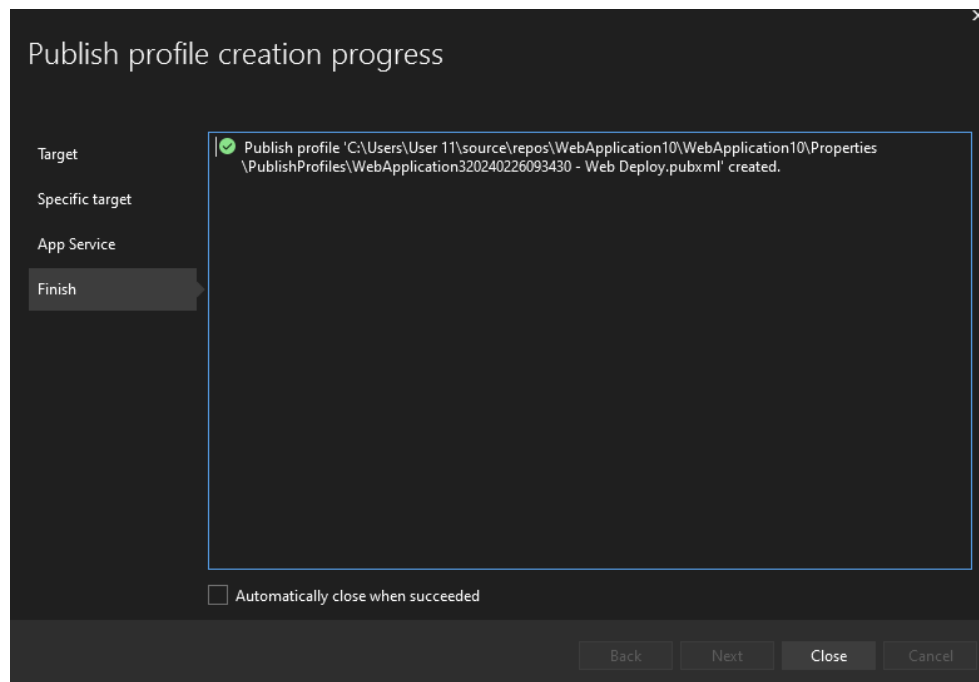 Publish profile creation progress
Target
Specific target
App Service
Finish
Publish profile 'C:\Users\User 11\source\repos\WebApplication10\WebApplication10\Properties
\PublishProfiles\WebApplication320240226093430 - Web Deploy.pubxml' created.
Automatically close when succeeded
Back
Next
Close
Cancel